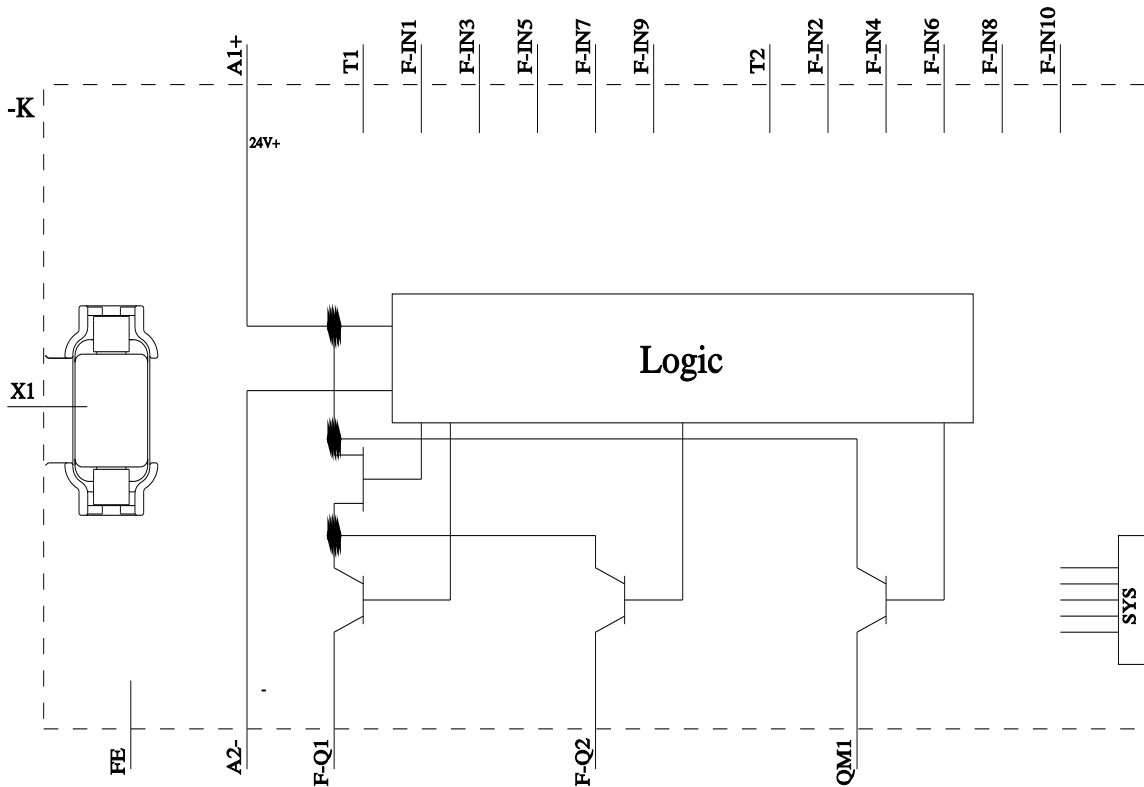 A1+
T1
F-IN1
F-IN3
F-IN5
F-IN7
F-IN9
T2
F-IN2
F-IN4
F-IN6
F-IN8
F-IN10
-K
24V+
Logic
X1
SYS
-
FE
A2-
F-Q1
F-Q2
QM1